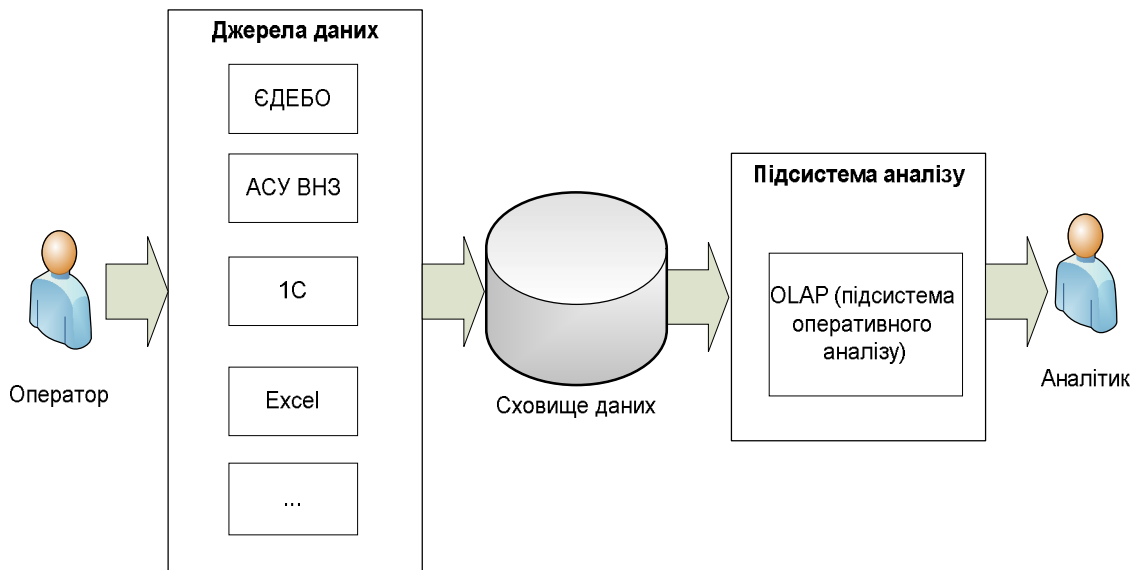 Джерела даних
ЄДЕБО
АСУ ВНЗ
1С
Excel
...
Оператор
Сховище даних
Підсистема аналізу
OLAP (підсистема
оперативного
аналізу)
Аналітик